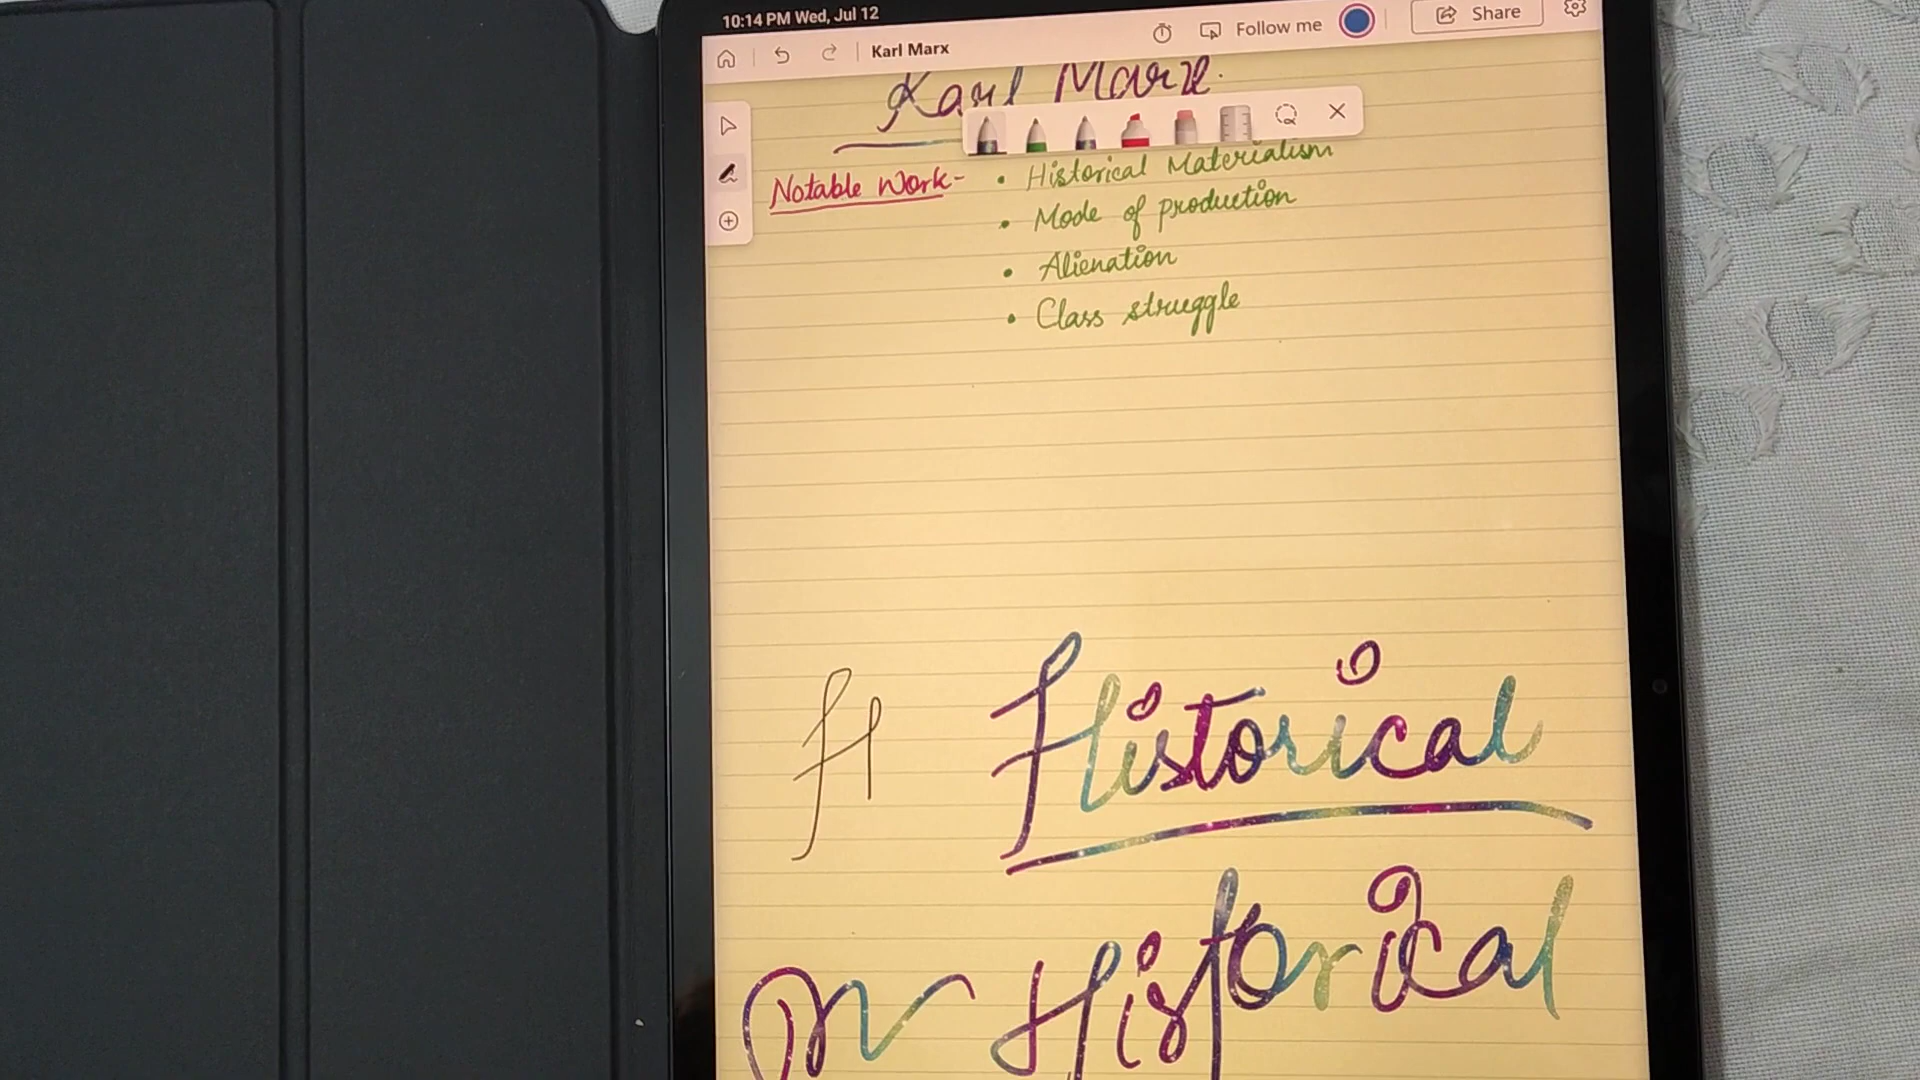 10:14 PM Wed, Jul 12
Karl Marx
Follow me
Share
Karl Marx.
Notable Work-
• Historical Materialism
• Mode of production
• Alienation
• Class struggle
H
Historical
Historical